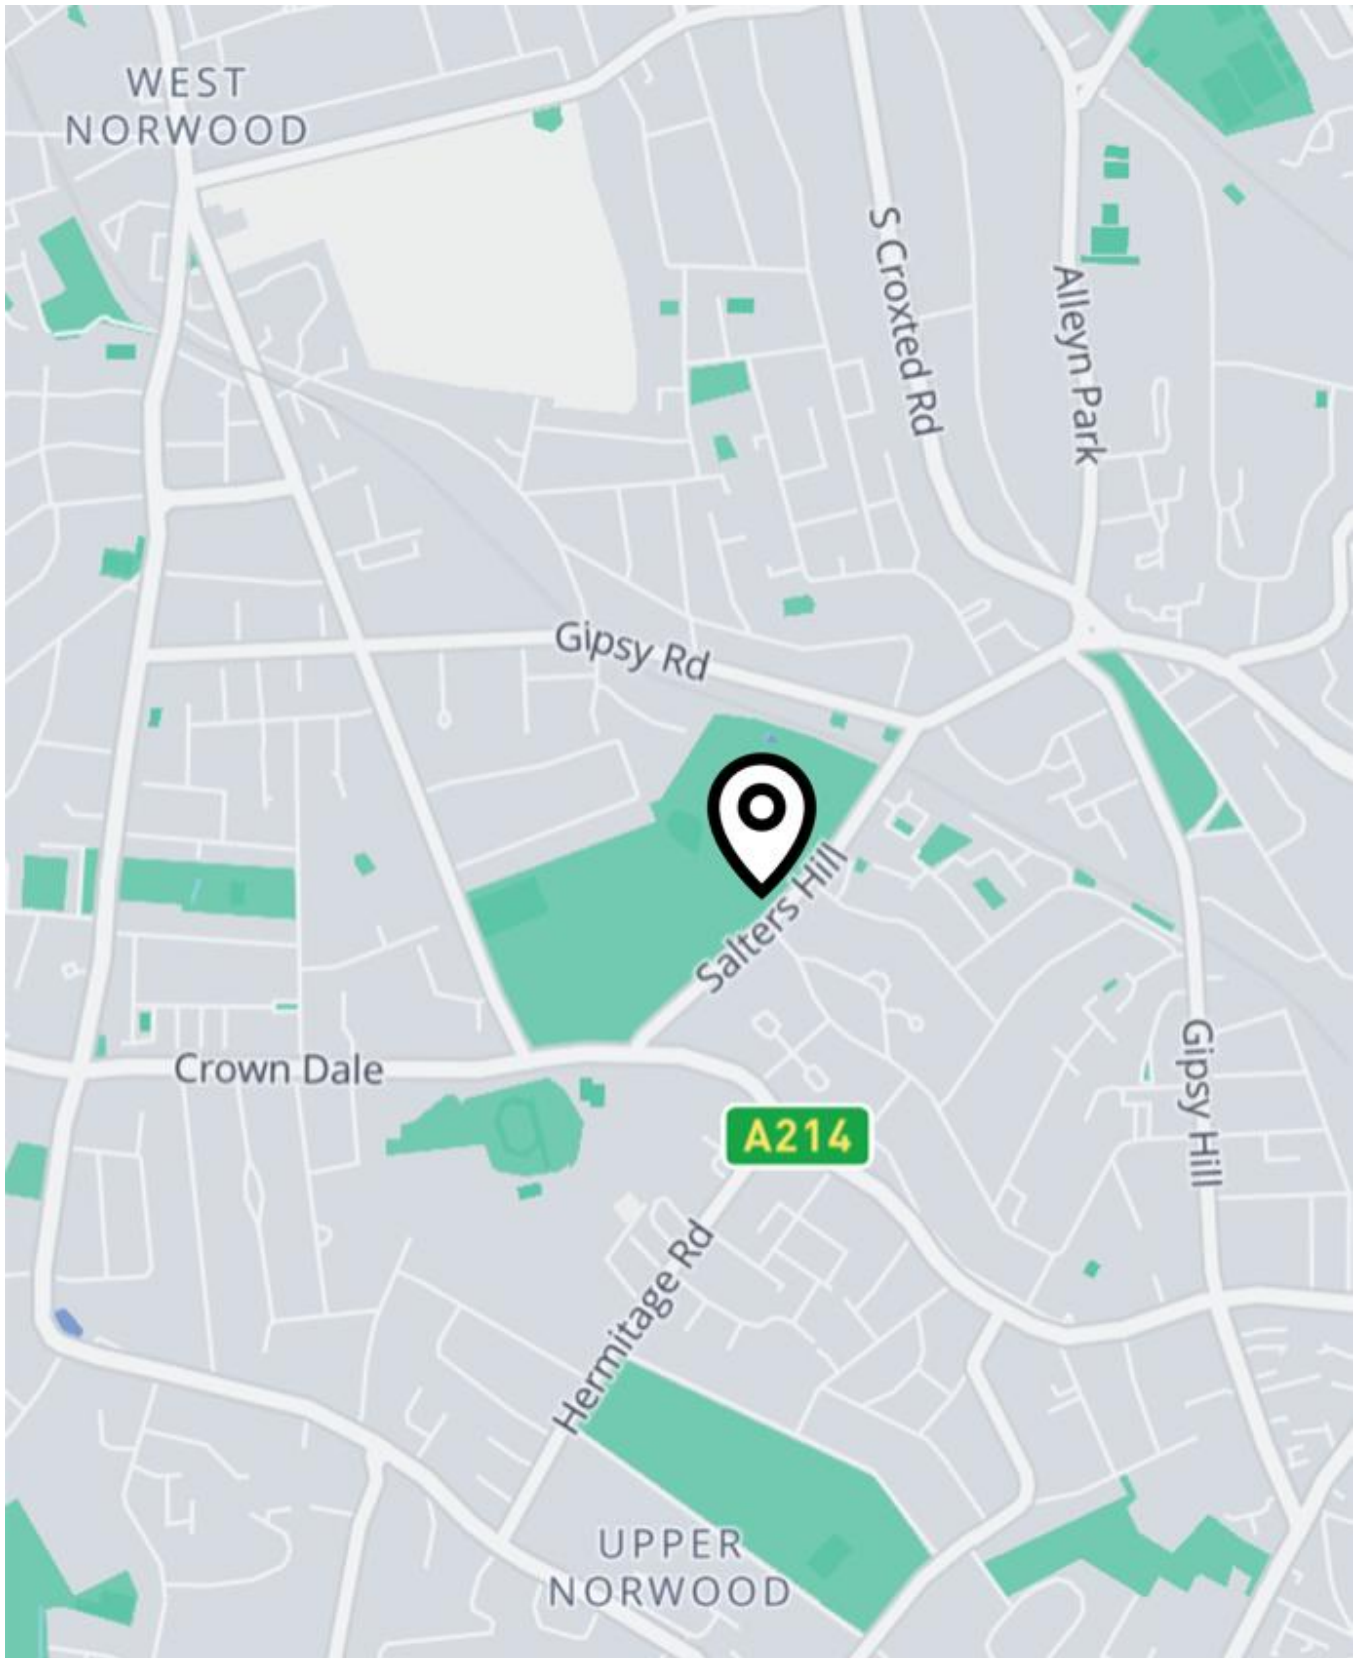 WEST
NORWOOD
S Croxted Rd
Alleyn Park
Gipsy Rd
Salters Hill
Crown Dale
Gipsy Hill
A214
Hermitage Rd
UPPER
NORWOOD